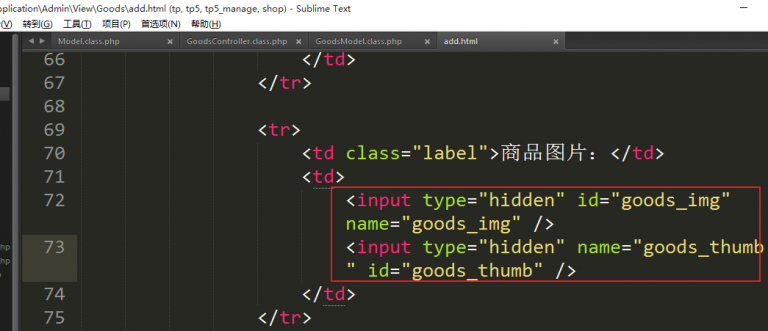 pplication\Admin\View\Goods\add.html (tp, tp5, tp5_manage, shop) - Sublime Text
转到(G) 工具(T) 项目(P) 首选项(N) 帮助(H)
Model.class.php × GoodsController.class.php × GoodsModel.class.php × add.html ×
66 </td>
67 </tr>
68
69 <tr>
70 <td class="label">商品图片：</td>
71 <td>
72 <input type="hidden" id="goods_img"
name="goods_img" />
73 <input type="hidden" name="goods_thumb
" id="goods_thumb" />
74 </td>
75 </tr>